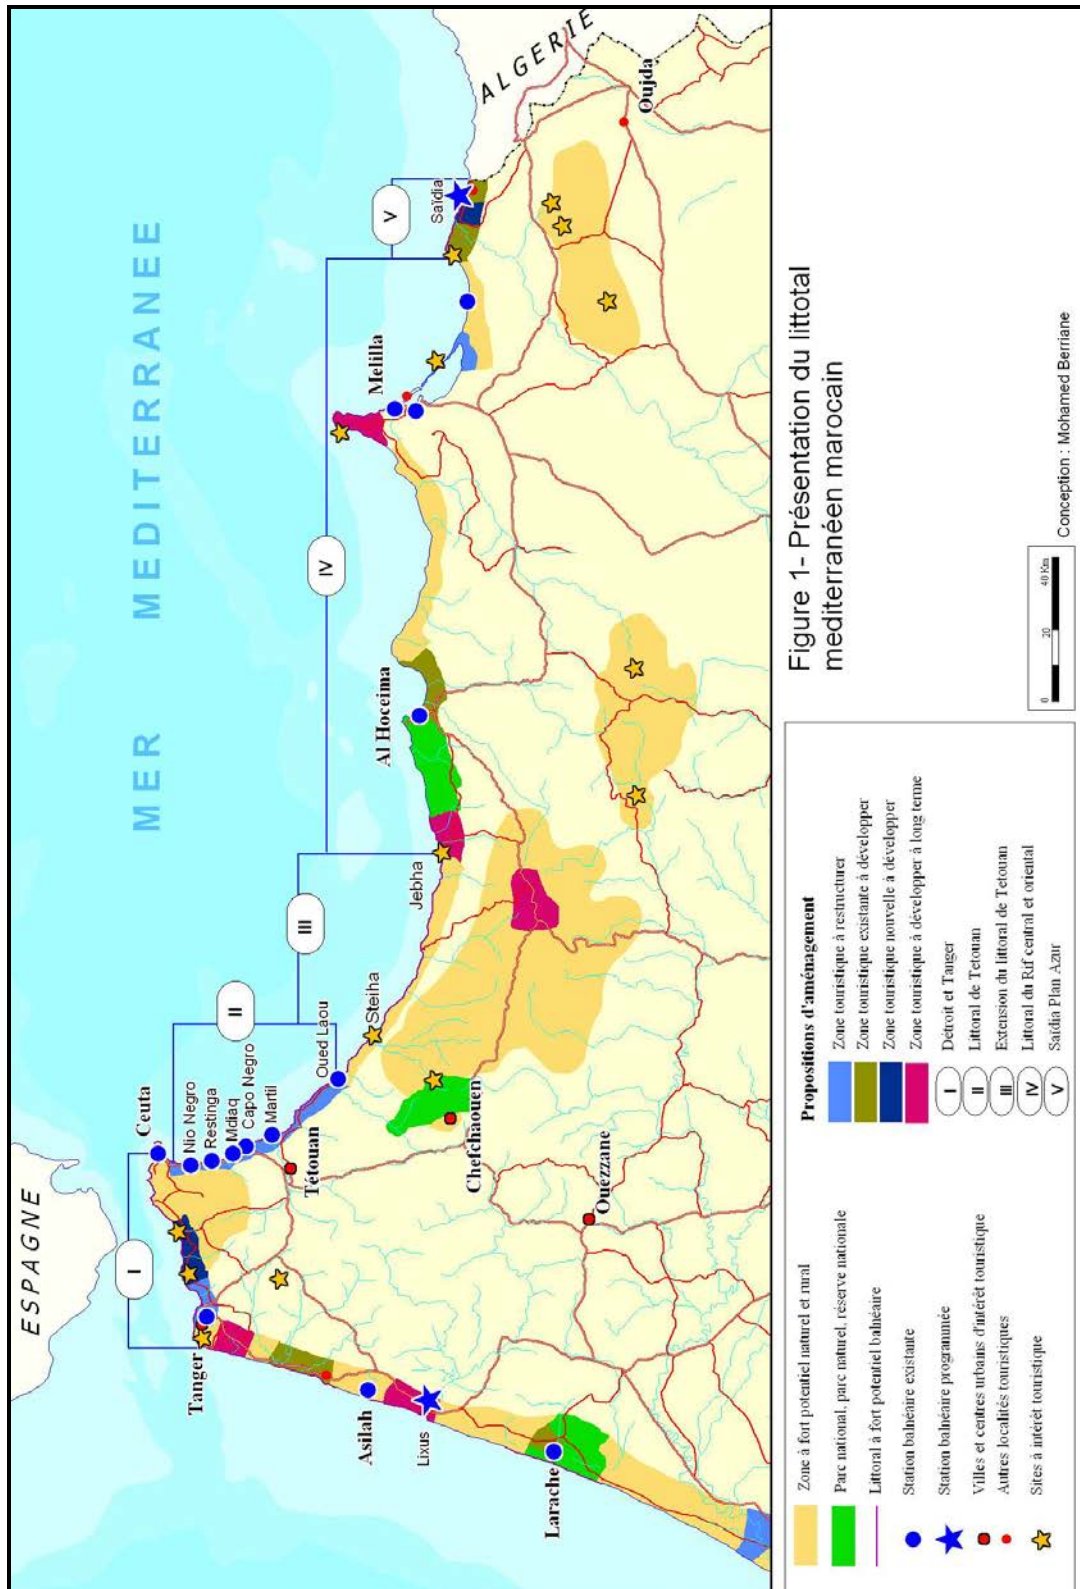 ESPAGNE
MER MEDITERRANEE
ALGERIE
I
II
III
IV
V
Tanger
Ceuta
Nio Negro
Restinga
Mdiaq
Capo Negro
Martil
Tétouan
Oued Laou
Steiha
Jebha
Al Hoceima
Melilla
Saïdia
Oujda
Asilah
Lixus
Larache
Chefchaouen
Ouezzane
Zone à fort potentiel naturel et rural
Parc national, parc naturel, réserve nationale
Littoral à fort potentiel balnéaire
Station balnéaire existante
Station balnéaire programmée
Villes et centres urbains d'intérêt touristique
Autres localités touristiques
Sites à intérêt touristique
Propositions d'aménagement
Zone touristique à restructurer
Zone touristique existante à développer
Zone touristique nouvelle à développer
Zone touristique à développer à long terme
I Détroit et Tanger
II Littoral de Tetouan
III Extension du littoral de Tetouan
IV Littoral du Rif central et oriental
V Saïdia Plan Azur
Figure 1- Présentation du littotal
mediterranéen marocain
0 20 40 Km
Conception : Mohamed Berriane